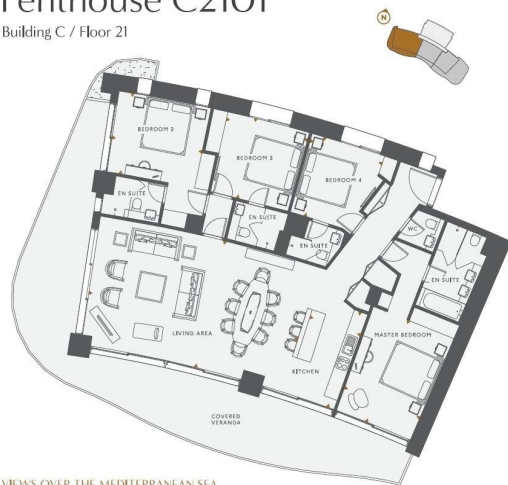 Penthouse C2101
Building C / Floor 21
N
BEDROOM 2
BEDROOM 3
BEDROOM 4
EN SUITE
EN SUITE
EN SUITE
WC
EN SUITE
LIVING AREA
KITCHEN
MASTER BEDROOM
COVERED
VERANDA
VIEWS OVER THE MEDITERRANEAN SEA